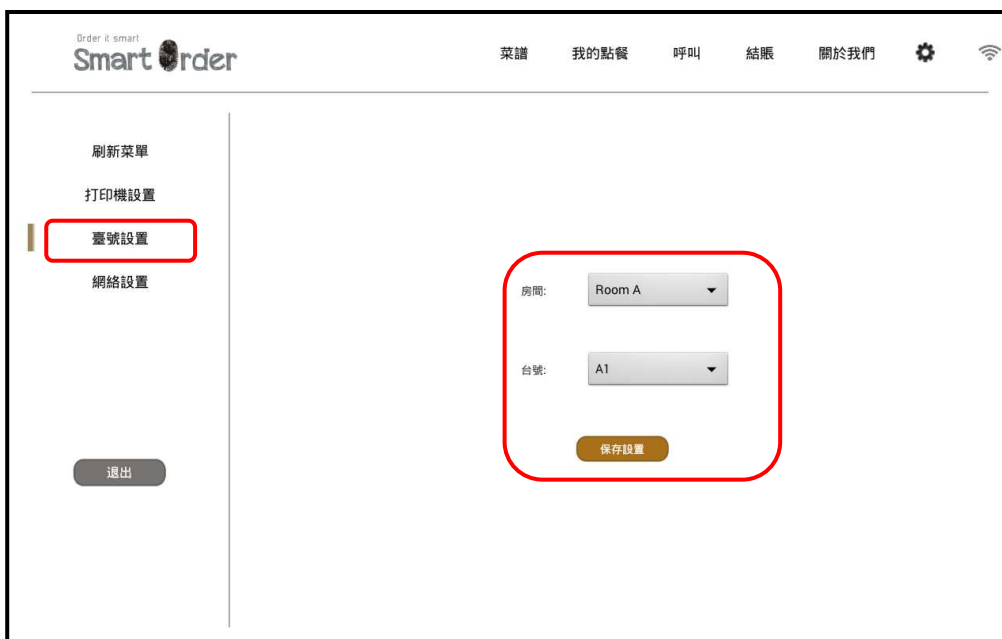 Order it smart
Smart Order
菜譜 我的點餐 呼叫 結賬 關於我們
刷新菜單
打印機設置
臺號設置
網絡設置
房間: Room A
台號: A1
保存設置
退出